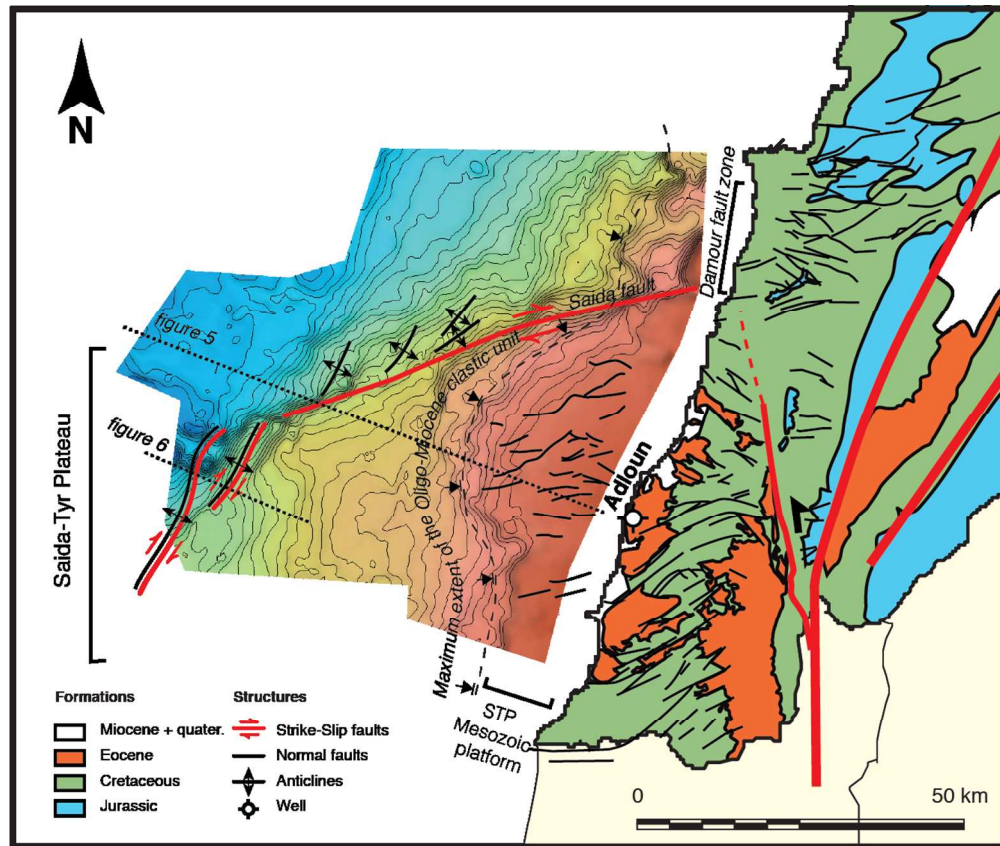 N
Damour fault zone
Saida fault
figure 5
Maximum extent of the Oligo-Miocene clastic unit
figure 6
Saida-Tyr Plateau
Adloun
STP
Mesozoic
platform
Formations
Miocene + quater.
Eocene
Cretaceous
Jurassic
Structures
Strike-Slip faults
Normal faults
Anticlines
Well
0
50 km